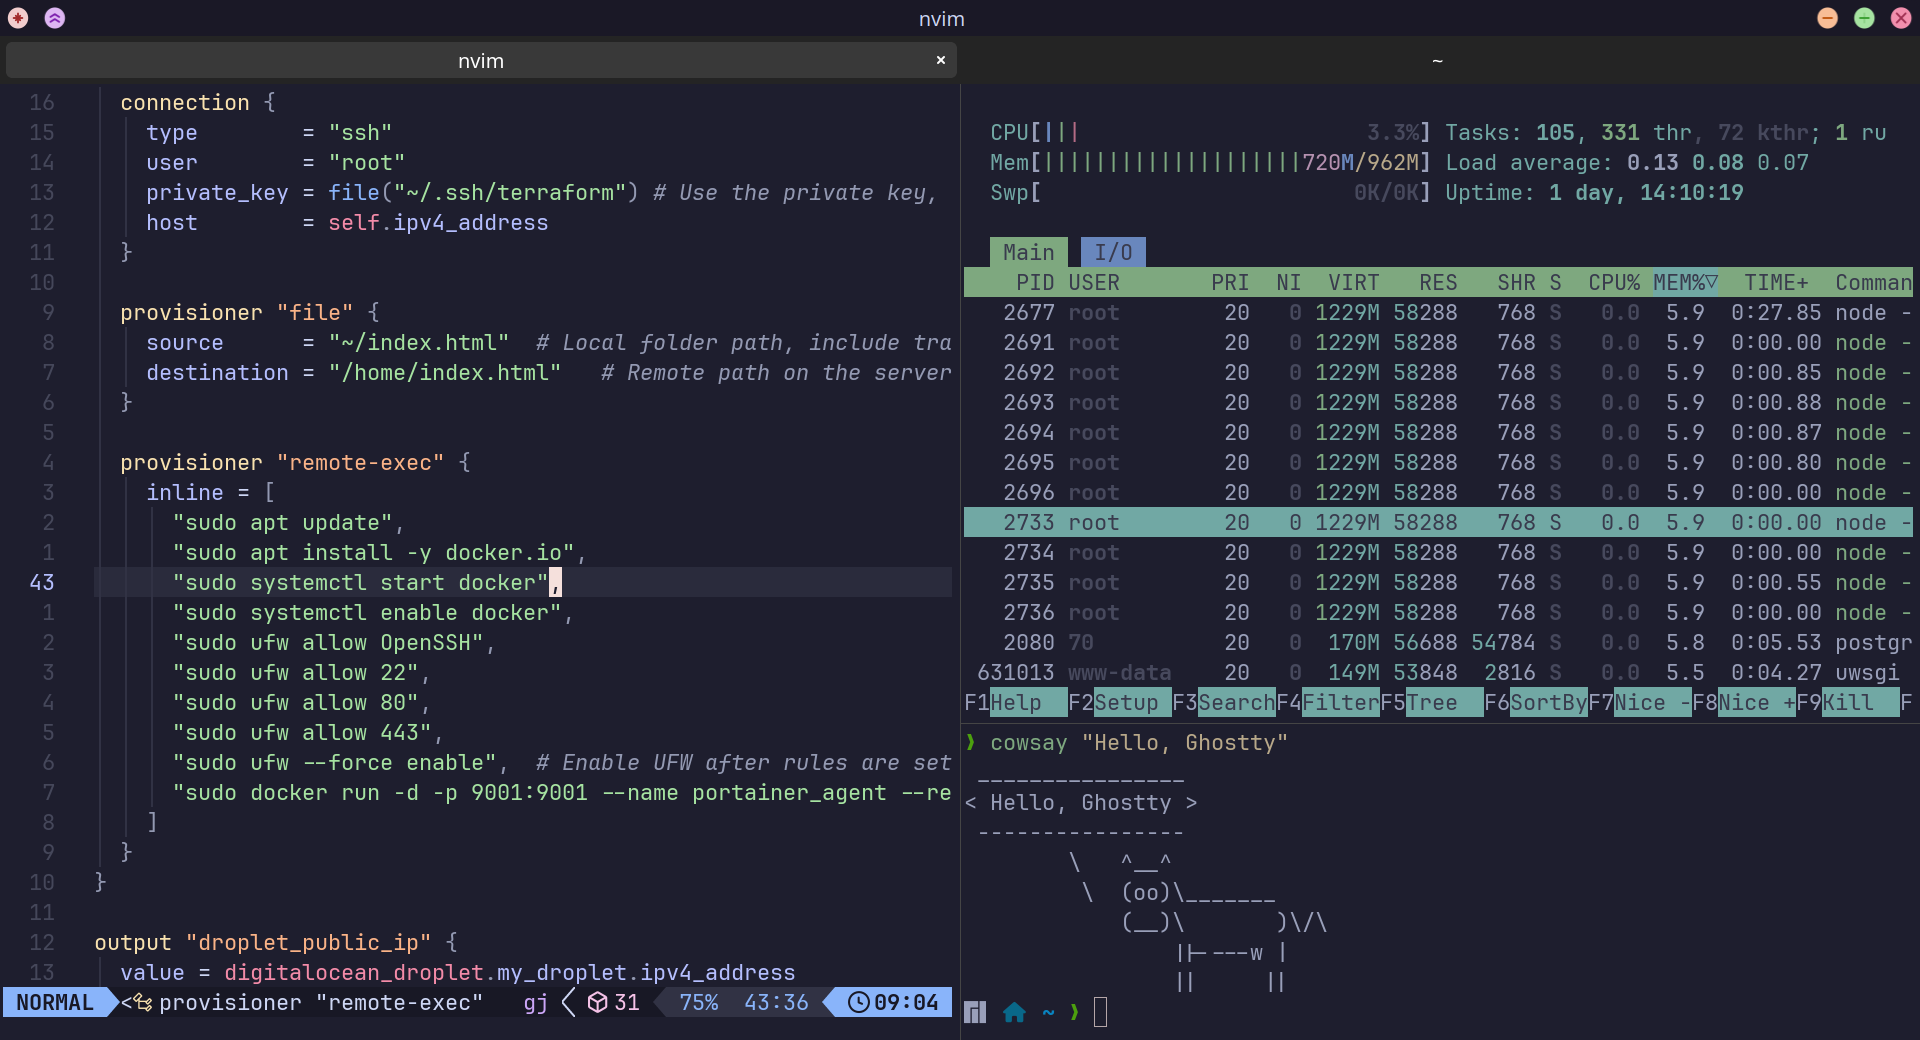 nvim
nvim ×
~
16 connection {
15 type = "ssh"
14 user = "root"
13 private_key = file("~/.ssh/terraform") # Use the private key,
12 host = self.ipv4_address
11 }
10
9 provisioner "file" {
8 source = "~/index.html" # Local folder path, include tra
7 destination = "/home/index.html" # Remote path on the server
6 }
5
4 provisioner "remote-exec" {
3 inline = [
2 "sudo apt update",
1 "sudo apt install -y docker.io",
43 "sudo systemctl start docker",
1 "sudo systemctl enable docker",
2 "sudo ufw allow OpenSSH",
3 "sudo ufw allow 22",
4 "sudo ufw allow 80",
5 "sudo ufw allow 443",
6 "sudo ufw --force enable", # Enable UFW after rules are set
7 "sudo docker run -d -p 9001:9001 --name portainer_agent --re
8 ]
9 }
10 }
11
12 output "droplet_public_ip" {
13 value = digitalocean_droplet.my_droplet.ipv4_address
NORMAL < provisioner "remote-exec" gj 31 75% 43:36 09:04
CPU[||| 3.3%] Tasks: 105, 331 thr, 72 kthr; 1 ru
Mem[||||||||||||||||||||720M/962M] Load average: 0.13 0.08 0.07
Swp[ 0K/0K] Uptime: 1 day, 14:10:19
Main I/O
PID USER PRI NI VIRT RES SHR S CPU% MEM%▽ TIME+ Comman
2677 root 20 0 1229M 58288 768 S 0.0 5.9 0:27.85 node -
2691 root 20 0 1229M 58288 768 S 0.0 5.9 0:00.00 node -
2692 root 20 0 1229M 58288 768 S 0.0 5.9 0:00.85 node -
2693 root 20 0 1229M 58288 768 S 0.0 5.9 0:00.88 node -
2694 root 20 0 1229M 58288 768 S 0.0 5.9 0:00.87 node -
2695 root 20 0 1229M 58288 768 S 0.0 5.9 0:00.80 node -
2696 root 20 0 1229M 58288 768 S 0.0 5.9 0:00.00 node -
2733 root 20 0 1229M 58288 768 S 0.0 5.9 0:00.00 node -
2734 root 20 0 1229M 58288 768 S 0.0 5.9 0:00.00 node -
2735 root 20 0 1229M 58288 768 S 0.0 5.9 0:00.55 node -
2736 root 20 0 1229M 58288 768 S 0.0 5.9 0:00.00 node -
2080 70 20 0 170M 56688 54784 S 0.0 5.8 0:05.53 postgr
631013 www-data 20 0 149M 53848 2816 S 0.0 5.5 0:04.27 uwsgi
F1Help F2Setup F3SearchF4FilterF5Tree F6SortByF7Nice -F8Nice +F9Kill F
❫ cowsay "Hello, Ghostty"
 ________________
< Hello, Ghostty >
 ----------------
        \   ^__^
         \  (oo)\_______
            (__)\       )\/\
                ||----w |
                ||     ||
~ ❫